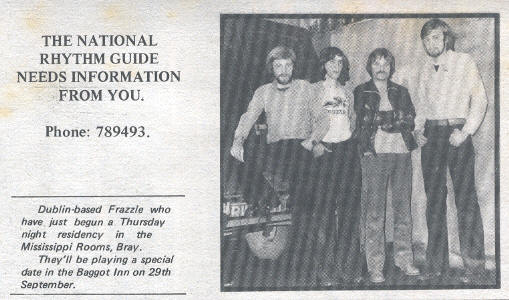 THE NATIONAL
RHYTHM GUIDE
NEEDS INFORMATION
FROM YOU.
Phone: 789493.
Dublin-based Frazzle who
have just begun a Thursday
night residency in the
Mississippi Rooms, Bray.
They'll be playing a special
date in the Baggot Inn on 29th
September.